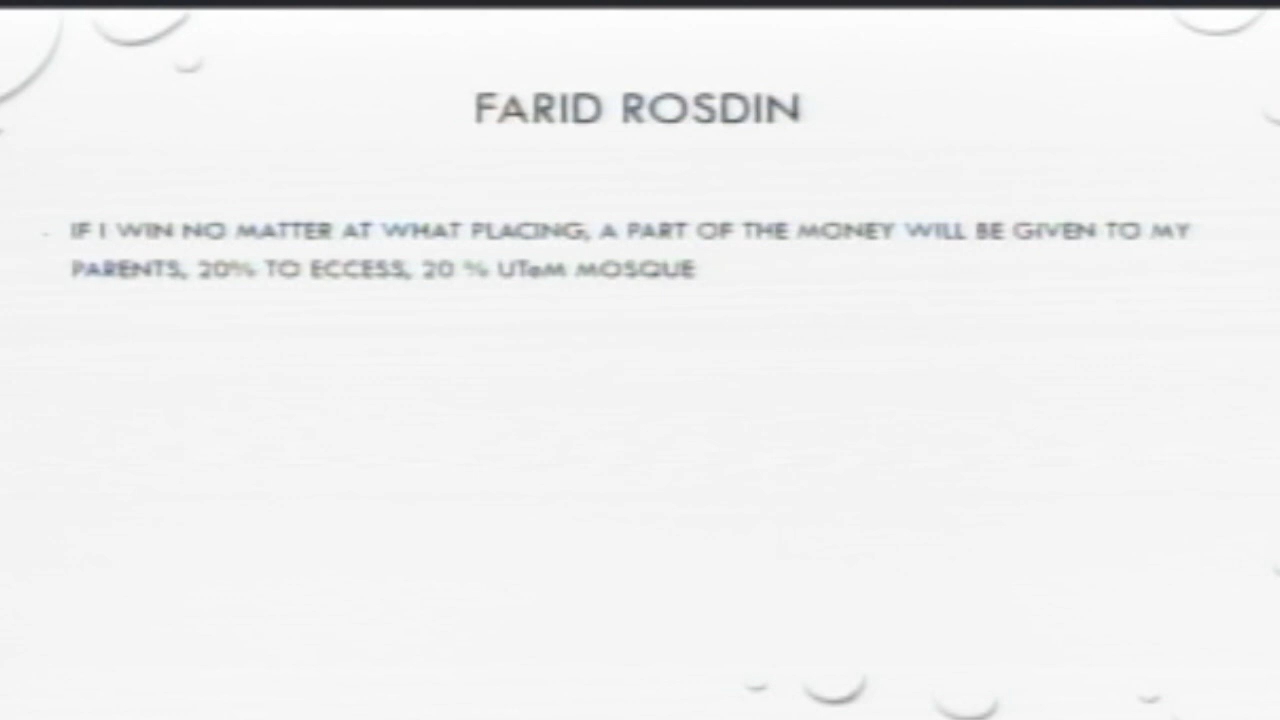 FARID ROSDIN
IF I WIN NO MATTER AT WHAT PLACING, A PART OF THE MONEY WILL BE GIVEN TO MY
PARENTS, 20% TO ECCESS, 20 % UTeM MOSQUE